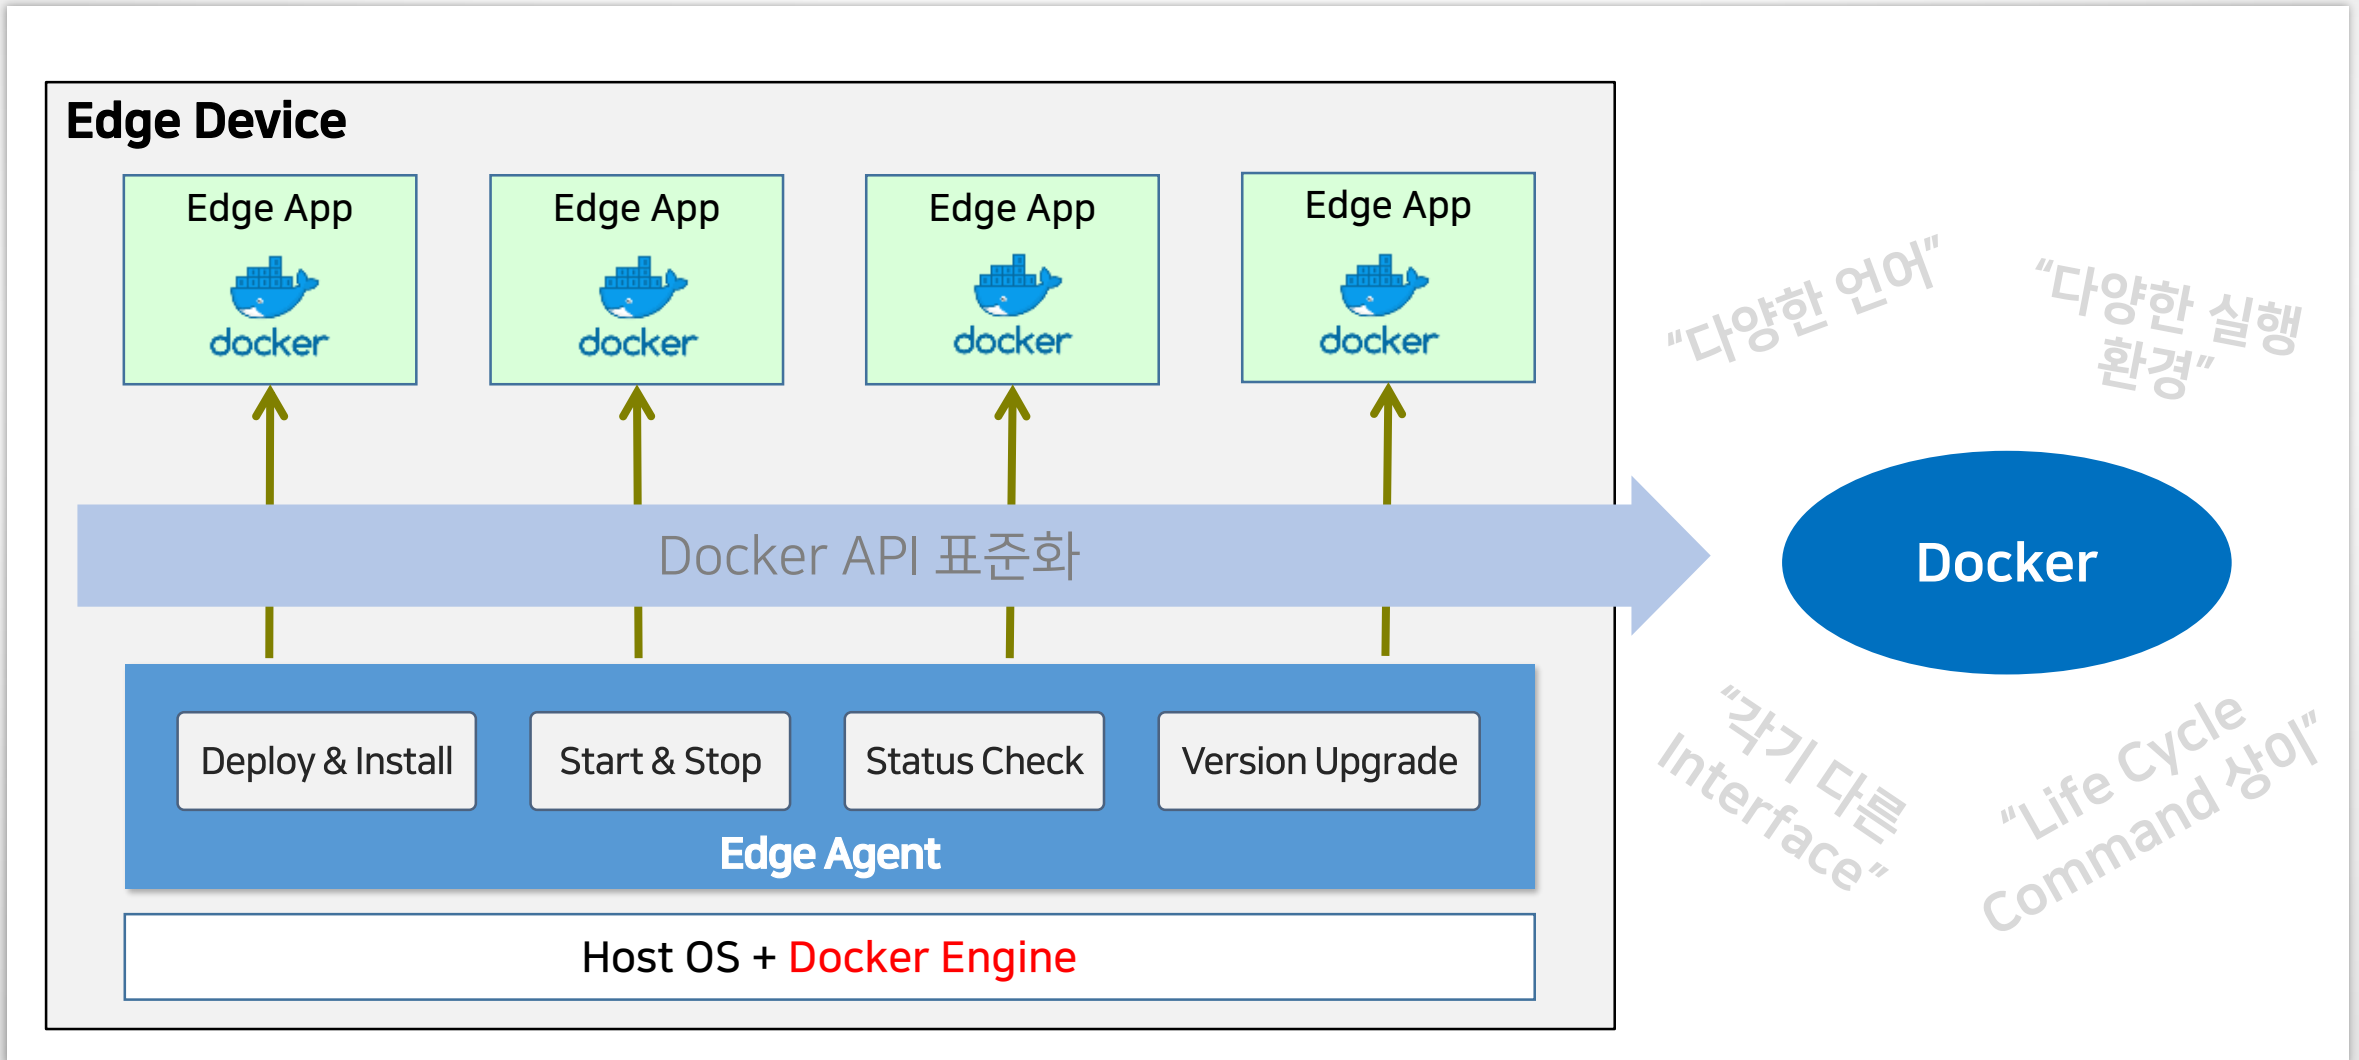 Edge Device
Edge App
docker
Edge App
docker
Edge App
docker
Edge App
docker
Docker API 표준화
Deploy & Install
Start & Stop
Status Check
Version Upgrade
Edge Agent
Host OS + Docker Engine
“다양한 언어”
“다양한 실행
환경”
Docker
“각기 다른
Interface”
“Life Cycle
Command 상이”